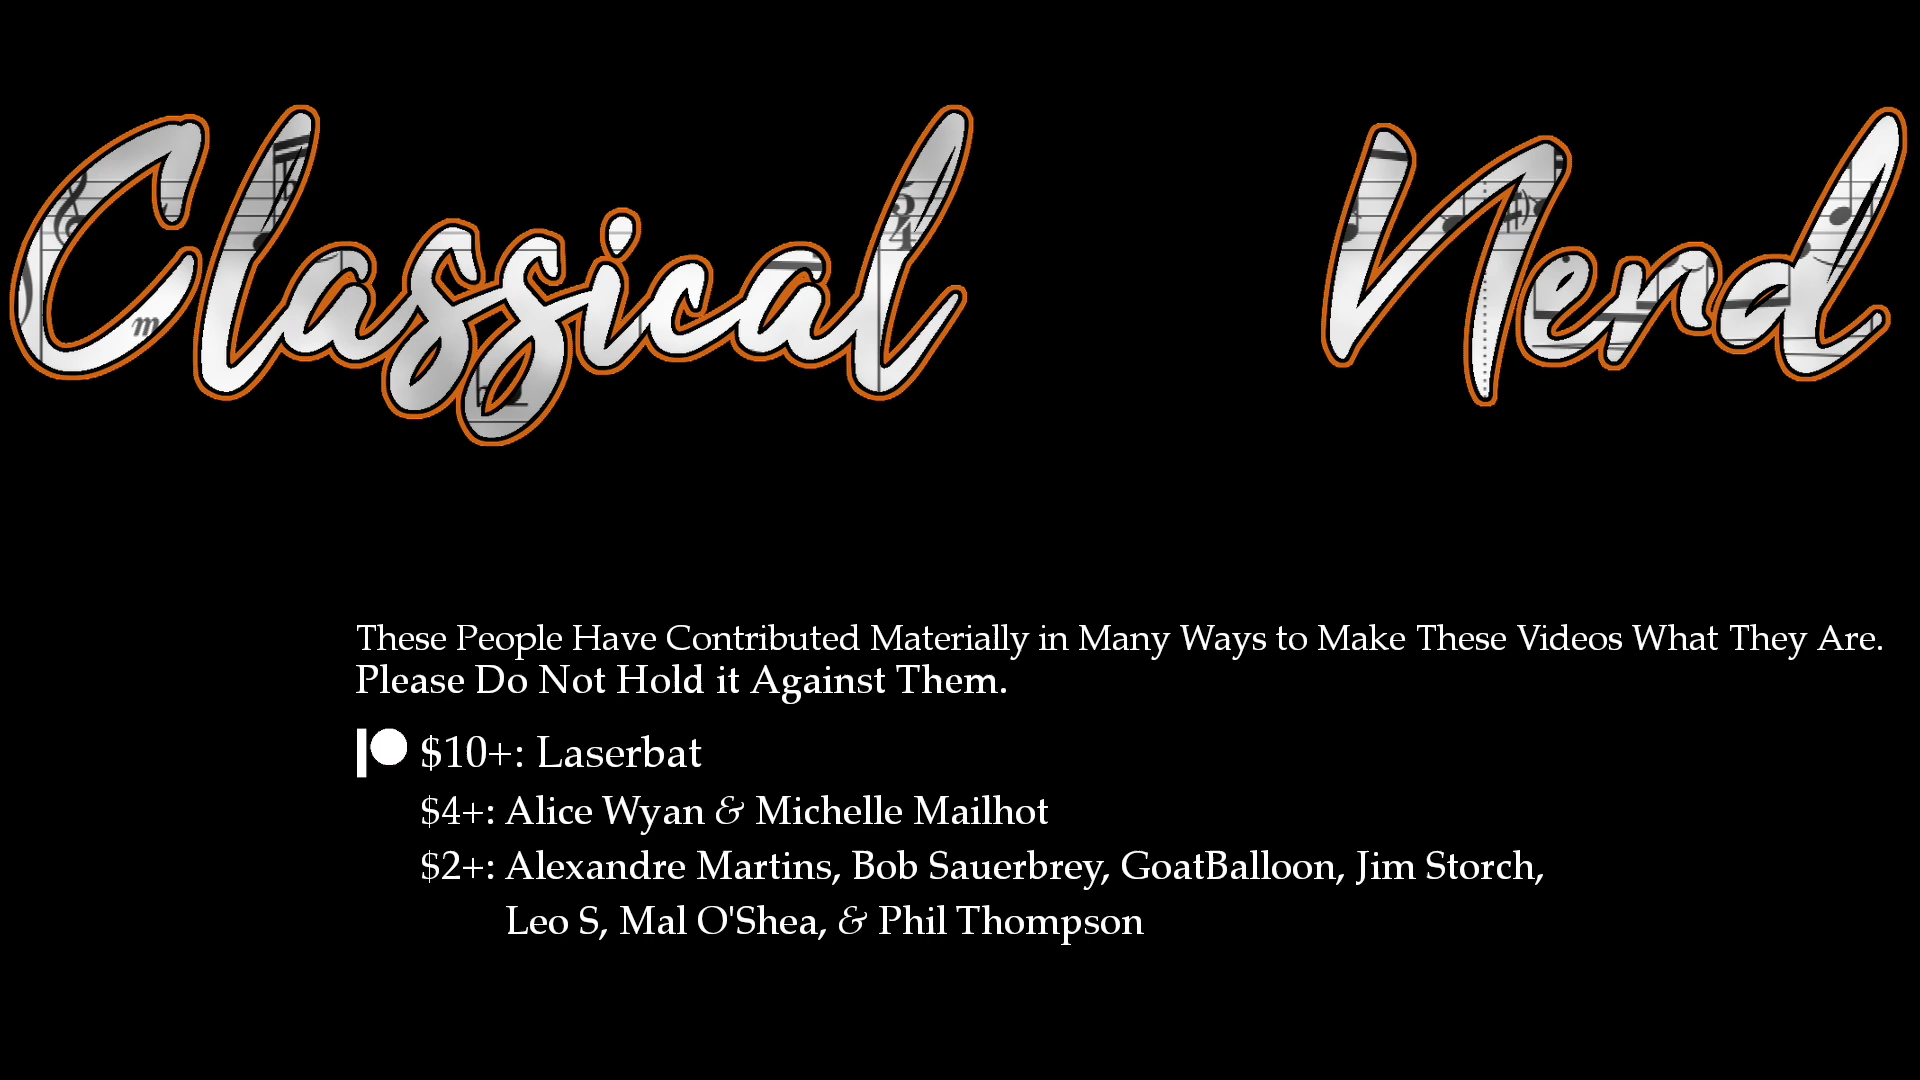 Classical Nerd
These People Have Contributed Materially in Many Ways to Make These Videos What They Are.
Please Do Not Hold it Against Them.
$10+: Laserbat
$4+: Alice Wyan & Michelle Mailhot
$2+: Alexandre Martins, Bob Sauerbrey, GoatBalloon, Jim Storch,
Leo S, Mal O'Shea, & Phil Thompson